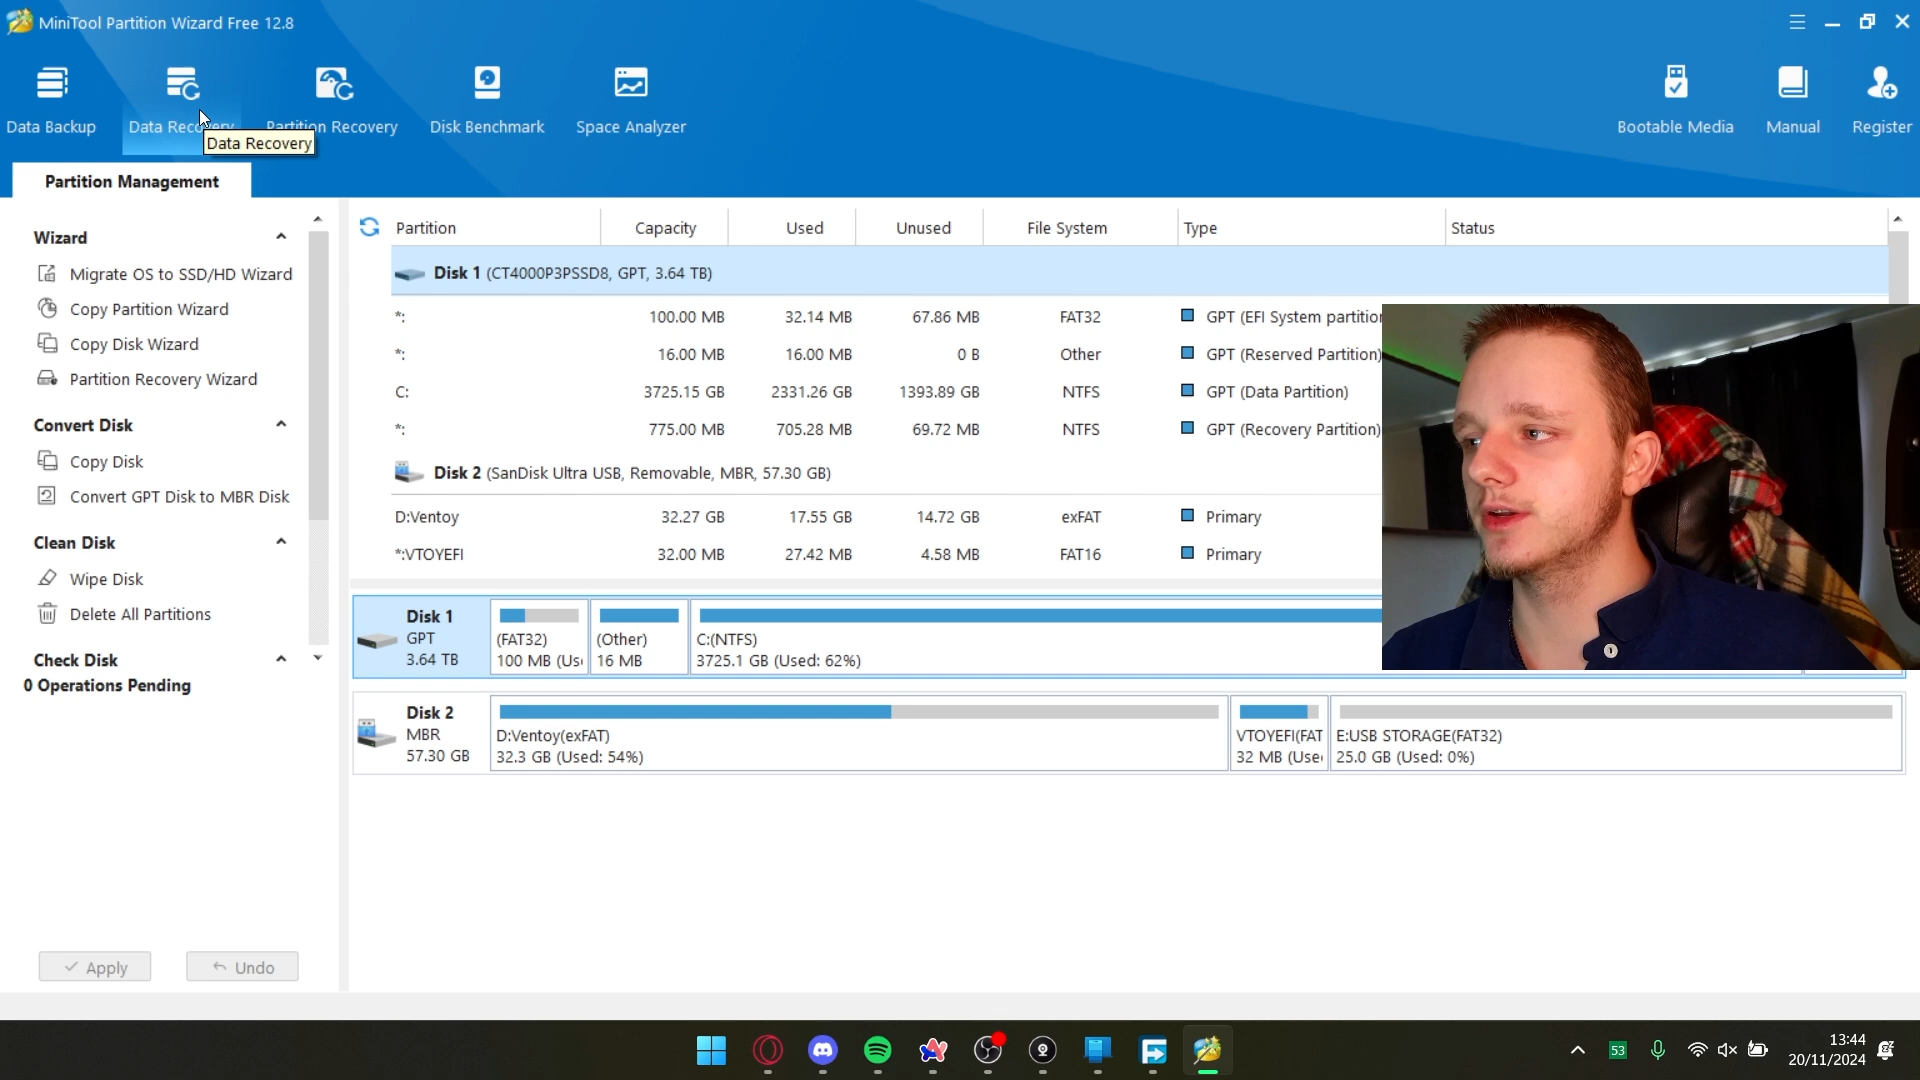 MiniTool Partition Wizard Free 12.8
Data Backup
Data Recovery
Partition Recovery
Disk Benchmark
Space Analyzer
Bootable Media
Manual
Register
Data Recovery
Partition Management
Wizard
Migrate OS to SSD/HD Wizard
Copy Partition Wizard
Copy Disk Wizard
Partition Recovery Wizard
Convert Disk
Copy Disk
Convert GPT Disk to MBR Disk
Clean Disk
Wipe Disk
Delete All Partitions
Check Disk
0 Operations Pending
Apply
Undo
Partition Capacity Used Unused File System Type Status
Disk 1 (CT4000P3PSSD8, GPT, 3.64 TB)
*: 100.00 MB 32.14 MB 67.86 MB FAT32 GPT (EFI System partition
*: 16.00 MB 16.00 MB 0 B Other GPT (Reserved Partition)
C: 3725.15 GB 2331.26 GB 1393.89 GB NTFS GPT (Data Partition)
*: 775.00 MB 705.28 MB 69.72 MB NTFS GPT (Recovery Partition)
Disk 2 (SanDisk Ultra USB, Removable, MBR, 57.30 GB)
D:Ventoy 32.27 GB 17.55 GB 14.72 GB exFAT Primary
*:VTOYEFI 32.00 MB 27.42 MB 4.58 MB FAT16 Primary
Disk 1
GPT
3.64 TB
(FAT32)
100 MB (Us
(Other)
16 MB
C:(NTFS)
3725.1 GB (Used: 62%)
Disk 2
MBR
57.30 GB
D:Ventoy(exFAT)
32.3 GB (Used: 54%)
VTOYEFI(FAT
32 MB (Use
E:USB STORAGE(FAT32)
25.0 GB (Used: 0%)
53
13:44
20/11/2024